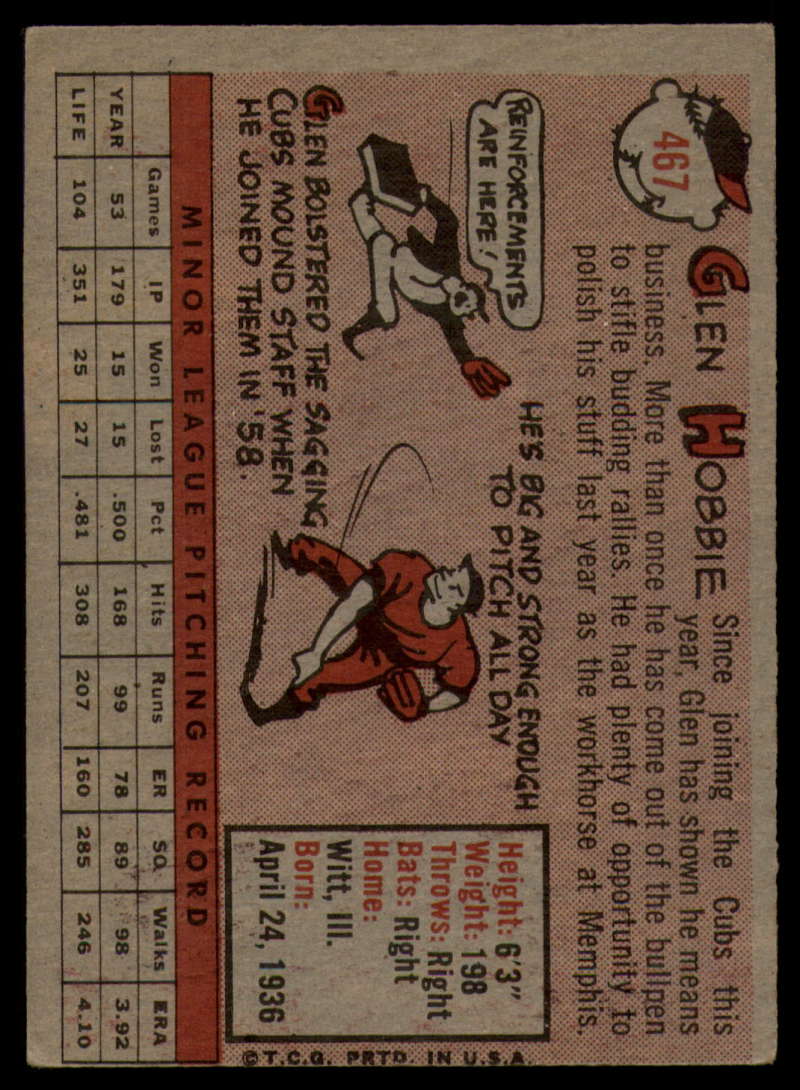 467
GLEN HOBBIE
Since joining the Cubs this
year, Glen has shown he means
business. More than once he has come out of the bullpen
to stifle budding rallies. He had plenty of opportunity to
polish his stuff last year as the workhorse at Memphis.
REINFORCEMENTS
ARE HERE!
GLEN BOLSTERED THE SAGGING
CUBS MOUND STAFF WHEN
HE JOINED THEM IN '58.
HE'S BIG AND STRONG ENOUGH
TO PITCH ALL DAY
Height: 6'3"
Weight: 198
Throws: Right
Bats: Right
Home:
Witt, Ill.
Born:
April 24, 1936
MINOR LEAGUE PITCHING RECORD
Games IP Won Lost Pct Hits Runs ER SO Walks ERA
YEAR 53 179 15 15 .500 168 99 78 89 98 3.92
LIFE 104 351 25 27 .481 308 207 160 285 246 4.10
©T.C.G. PRTD. IN U.S.A.